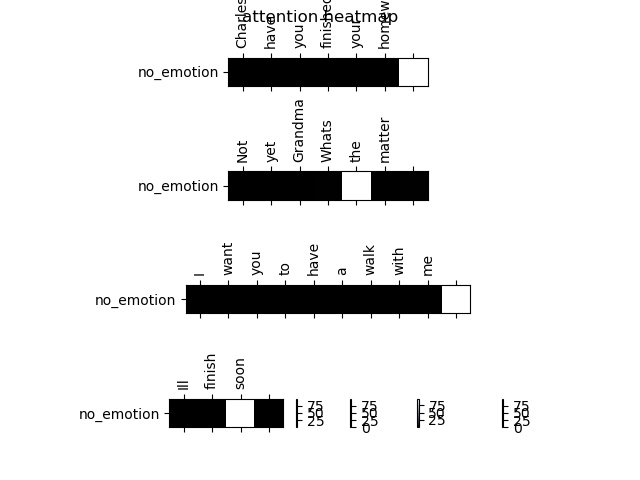 attention heatmap
Charles have you finished your
no_emotion
Not yet Grandma Whats the matter
no_emotion
I want you to have a walk with me
no_emotion
Ill finish soon
no_emotion
75 75 75 75
50 50 50 50
25 25 25 25
0 0